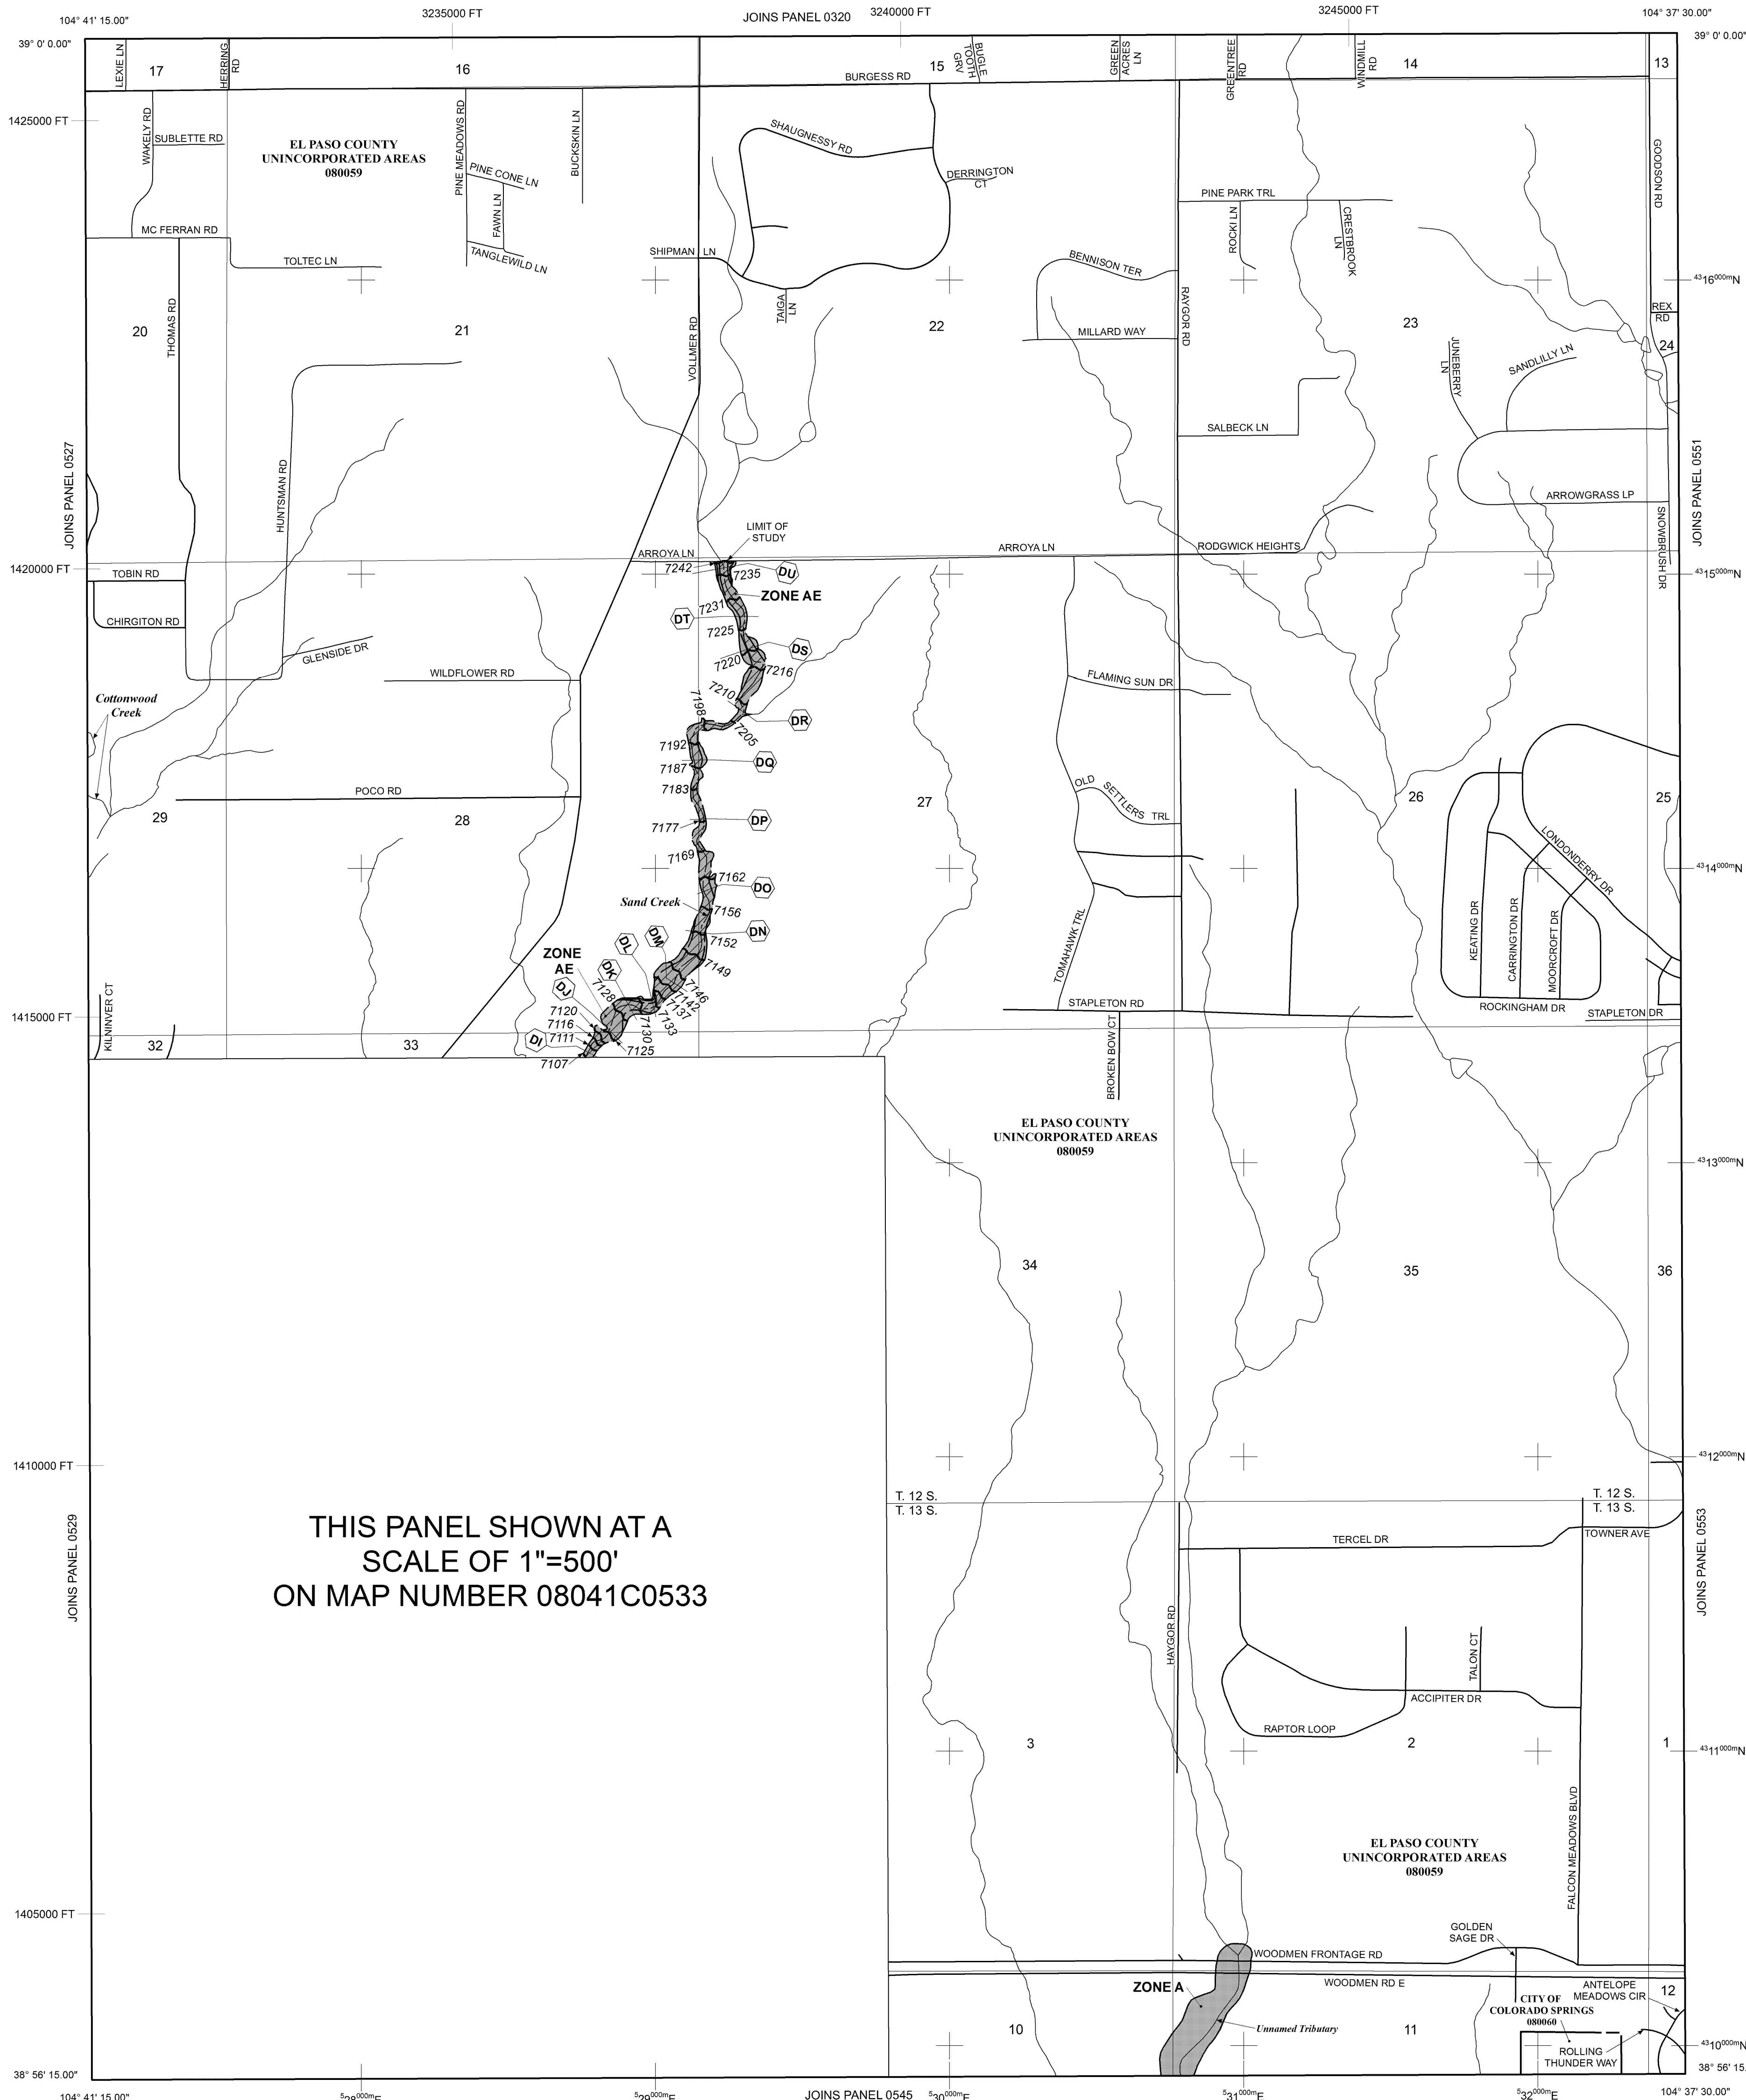 104° 41' 15.00"
3235000 FT
JOINS PANEL 0320
3240000 FT
3245000 FT
104° 37' 30.00"
39° 0' 0.00"
39° 0' 0.00"
LEXIE LN
17
HERRING
RD
16
15
BUGLE
TOOTH
GRV
GREEN
ACRES
LN
GREENTREE
RD
WINDMILL
RD
14
13
BURGESS RD
1425000 FT
WAKELY RD
SUBLETTE RD
EL PASO COUNTY
UNINCORPORATED AREAS
080059
PINE MEADOWS RD
PINE CONE LN
FAWN LN
TANGLEWILD LN
BUCKSKIN LN
SHAUGNESSY RD
DERRINGTON
CT
PINE PARK TRL
ROCKI LN
CRESTBROOK
LN
GOODSON RD
MC FERRAN RD
TOLTEC LN
SHIPMAN LN
TAIGA
LN
BENNISON TER
4316000mN
THOMAS RD
20
21
VOLLMER RD
22
MILLARD WAY
RAYGOR RD
23
REX
RD
24
JUNEBERRY
LN
SANDLILLY LN
SALBECK LN
JOINS PANEL 0527
HUNTSMAN RD
JOINS PANEL 0551
ARROWGRASS LP
SNOWBRUSH DR
LIMIT OF
STUDY
ARROYA LN
ARROYA LN
RODGWICK HEIGHTS
1420000 FT
TOBIN RD
7242
7235
DU
4315000mN
ZONE AE
7231
DT
CHIRGITON RD
7225
GLENSIDE DR
7220
DS
7216
WILDFLOWER RD
FLAMING SUN DR
7210
Cottonwood
Creek
7198
DR
7205
7192
7187
DQ
7183
OLD SETTLERS TRL
POCO RD
27
26
25
29
28
7177
DP
LONDONDERRY DR
7169
4314000mN
7162
DO
Sand Creek
7156
DN
7152
KEATING DR
CARRINGTON DR
MOORCROFT DR
TOMAHAWK TRL
DM
DL
ZONE
AE
DK
7149
DJ
7128
7146
7142
7137
7133
7130
7120
7116
7111
DI
7125
7107
KILNINVER CT
STAPLETON RD
ROCKINGHAM DR
STAPLETON DR
1415000 FT
32
33
BROKEN BOW CT
EL PASO COUNTY
UNINCORPORATED AREAS
080059
4313000mN
34
35
36
4312000mN
1410000 FT
T. 12 S.
T. 13 S.
T. 12 S.
T. 13 S.
THIS PANEL SHOWN AT A
SCALE OF 1"=500'
ON MAP NUMBER 08041C0533
JOINS PANEL 0529
JOINS PANEL 0553
TERCEL DR
TOWNER AVE
HAYGOR RD
TALON CT
ACCIPITER DR
RAPTOR LOOP
3
2
1
4311000mN
FALCON MEADOWS BLVD
EL PASO COUNTY
UNINCORPORATED AREAS
080059
1405000 FT
GOLDEN
SAGE DR
WOODMEN FRONTAGE RD
WOODMEN RD E
ZONE A
ANTELOPE
MEADOWS CIR
12
CITY OF
COLORADO SPRINGS
080060
Unnamed Tributary
10
11
ROLLING
THUNDER WAY
4310000mN
38° 56' 15.00"
38° 56' 15.
104° 41' 15.00"
528000mE
529000mE
JOINS PANEL 0545
530000mE
531000mE
532000mE
104° 37' 30.00"